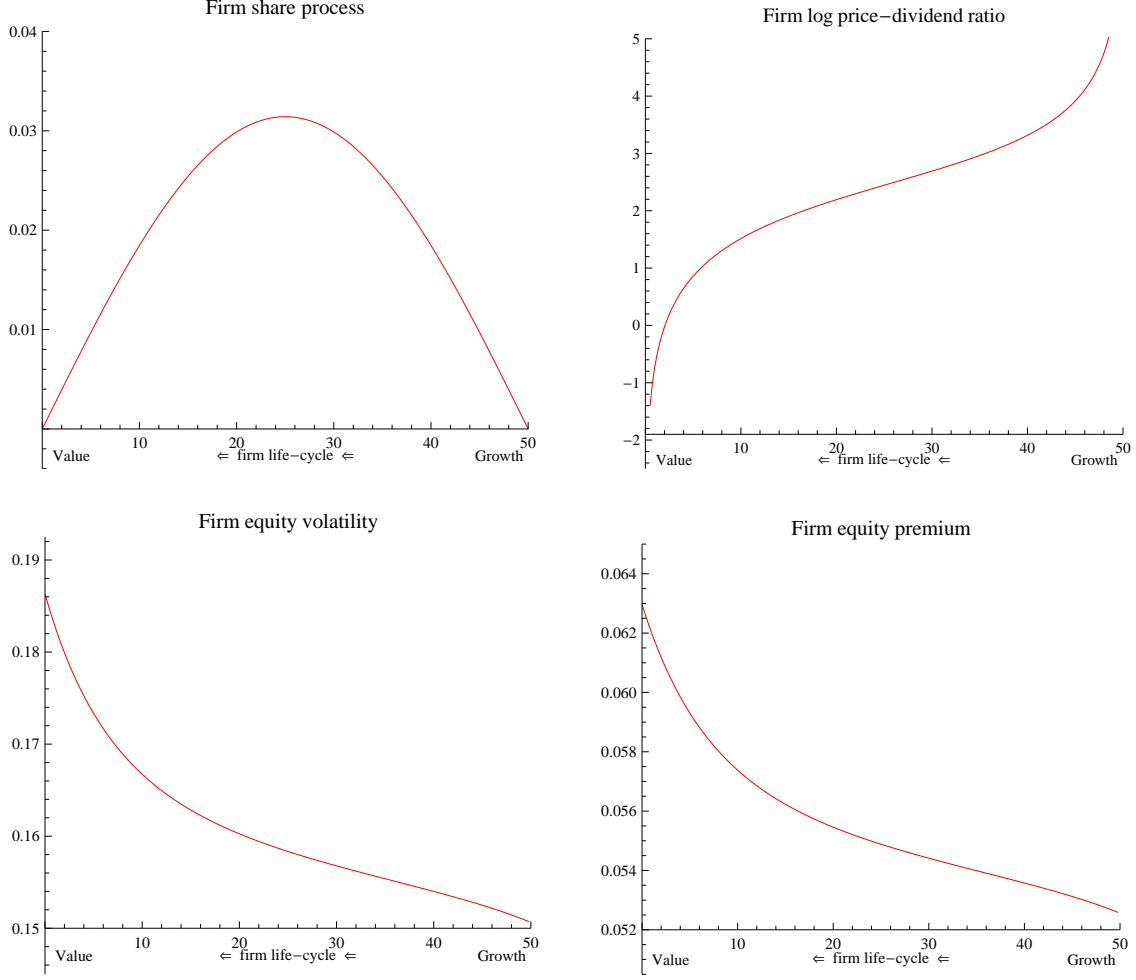 Firm share process
0.04
0.03
0.02
0.01
10 20 30 40 50
Value ⇐ firm life−cycle ⇐ Growth
Firm log price−dividend ratio
5
4
3
2
1
0
−1
−2
10 20 30 40 50
Value ⇐ firm life−cycle ⇐ Growth
Firm equity volatility
0.19
0.18
0.17
0.16
0.15
10 20 30 40 50
Value ⇐ firm life−cycle ⇐ Growth
Firm equity premium
0.064
0.062
0.060
0.058
0.056
0.054
0.052
10 20 30 40 50
Value ⇐ firm life−cycle ⇐ Growth